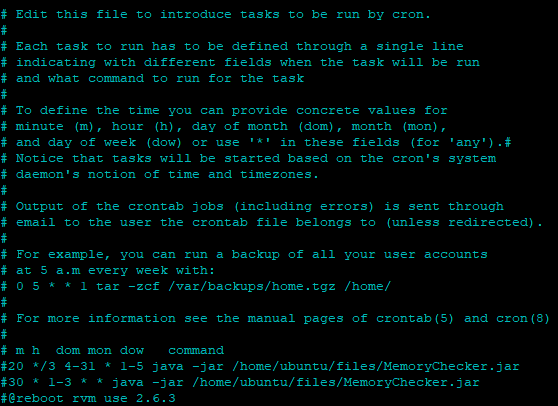 # Edit this file to introduce tasks to be run by cron.
#
# Each task to run has to be defined through a single line
# indicating with different fields when the task will be run
# and what command to run for the task
#
# To define the time you can provide concrete values for
# minute (m), hour (h), day of month (dom), month (mon),
# and day of week (dow) or use '*' in these fields (for 'any').#
# Notice that tasks will be started based on the cron's system
# daemon's notion of time and timezones.
#
# Output of the crontab jobs (including errors) is sent through
# email to the user the crontab file belongs to (unless redirected).
#
# For example, you can run a backup of all your user accounts
# at 5 a.m every week with:
# 0 5 * * 1 tar -zcf /var/backups/home.tgz /home/
#
# For more information see the manual pages of crontab(5) and cron(8)
#
# m h  dom mon dow   command
#20 */3 4-31 * 1-5 java -jar /home/ubuntu/files/MemoryChecker.jar
#30 * 1-3 * * java -jar /home/ubuntu/files/MemoryChecker.jar
#@reboot rvm use 2.6.3